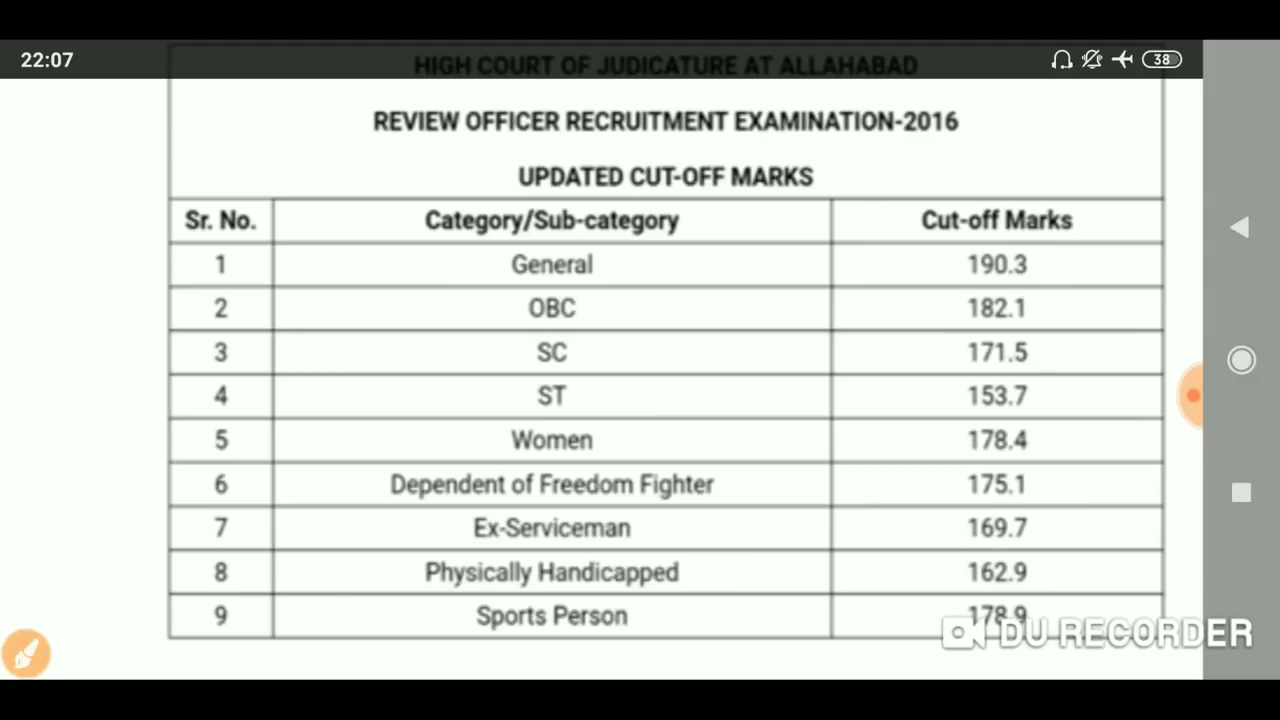 22:07
38
HIGH COURT OF JUDICATURE AT ALLAHABAD
REVIEW OFFICER RECRUITMENT EXAMINATION-2016
UPDATED CUT-OFF MARKS
Sr. No. Category/Sub-category Cut-off Marks
1 General 190.3
2 OBC 182.1
3 SC 171.5
4 ST 153.7
5 Women 178.4
6 Dependent of Freedom Fighter 175.1
7 Ex-Serviceman 169.7
8 Physically Handicapped 162.9
9 Sports Person 178.9
DU RECORDER